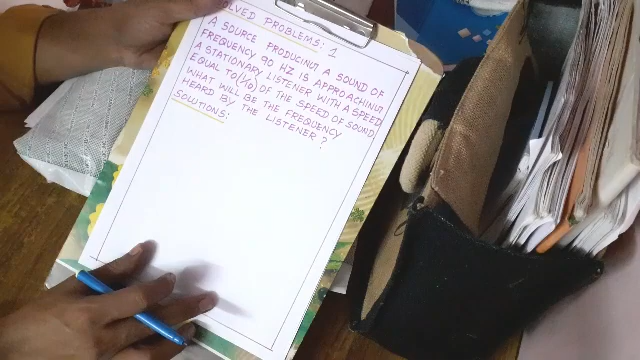 SOLVED PROBLEMS: 1
A SOURCE PRODUCING A SOUND OF
FREQUENCY 90 HZ IS APPROACHING
A STATIONARY LISTENER WITH A SPEED
EQUAL TO (1/10) OF THE SPEED OF SOUND.
WHAT WILL BE THE FREQUENCY
HEARD BY THE LISTENER ?
SOLUTIONS: